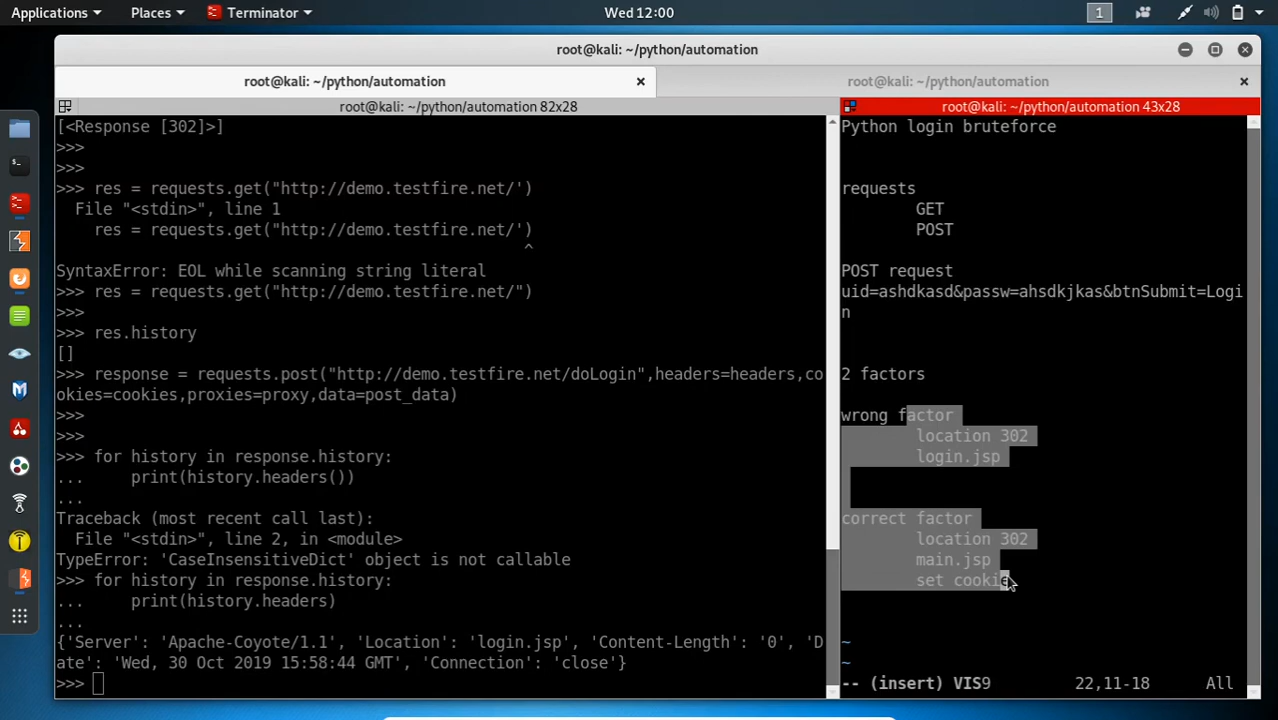 Applications Places Terminator Wed 12:00 1
root@kali: ~/python/automation
root@kali: ~/python/automation × root@kali: ~/python/automation ×
root@kali: ~/python/automation 82x28
[<Response [302]>]
>>>
>>>
>>> res = requests.get("http://demo.testfire.net/')
  File "<stdin>", line 1
    res = requests.get("http://demo.testfire.net/')
                                                  ^
SyntaxError: EOL while scanning string literal
>>> res = requests.get("http://demo.testfire.net/")
>>>
>>> res.history
[]
>>> response = requests.post("http://demo.testfire.net/doLogin",headers=headers,co
okies=cookies,proxies=proxy,data=post_data)
>>>
>>>
>>> for history in response.history:
...     print(history.headers())
...
Traceback (most recent call last):
  File "<stdin>", line 2, in <module>
TypeError: 'CaseInsensitiveDict' object is not callable
>>> for history in response.history:
...     print(history.headers)
...
{'Server': 'Apache-Coyote/1.1', 'Location': 'login.jsp', 'Content-Length': '0', 'D
ate': 'Wed, 30 Oct 2019 15:58:44 GMT', 'Connection': 'close'}
>>>
root@kali: ~/python/automation 43x28
Python login bruteforce
requests
        GET
        POST
POST request
uid=ashdkasd&passw=ahsdkjkas&btnSubmit=Logi
n
2 factors
wrong factor
        location 302
        login.jsp
correct factor
        location 302
        main.jsp
        set cookie
~
~
-- (insert) VIS9 22,11-18 All